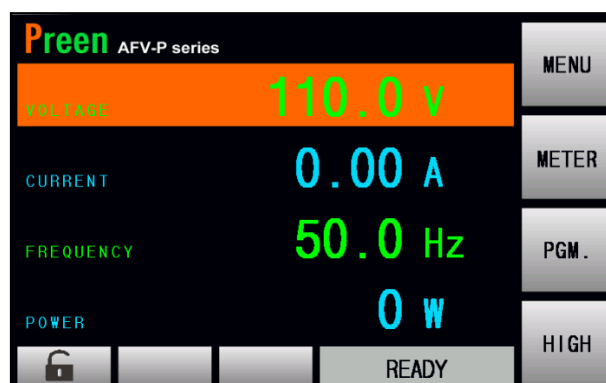 Preen AFV-P series
MENU
VOLTAGE 110.0 V
CURRENT 0.00 A
METER
FREQUENCY 50.0 Hz
PGM.
POWER 0 W
HIGH
READY